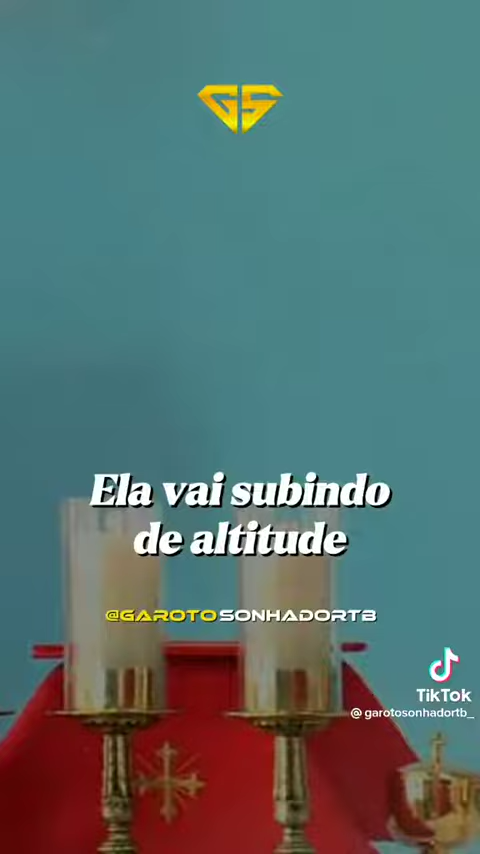 GS
Ela vai subindo
de altitude
@GAROTOSONHADORTB
TikTok
@garotosonhadortb_